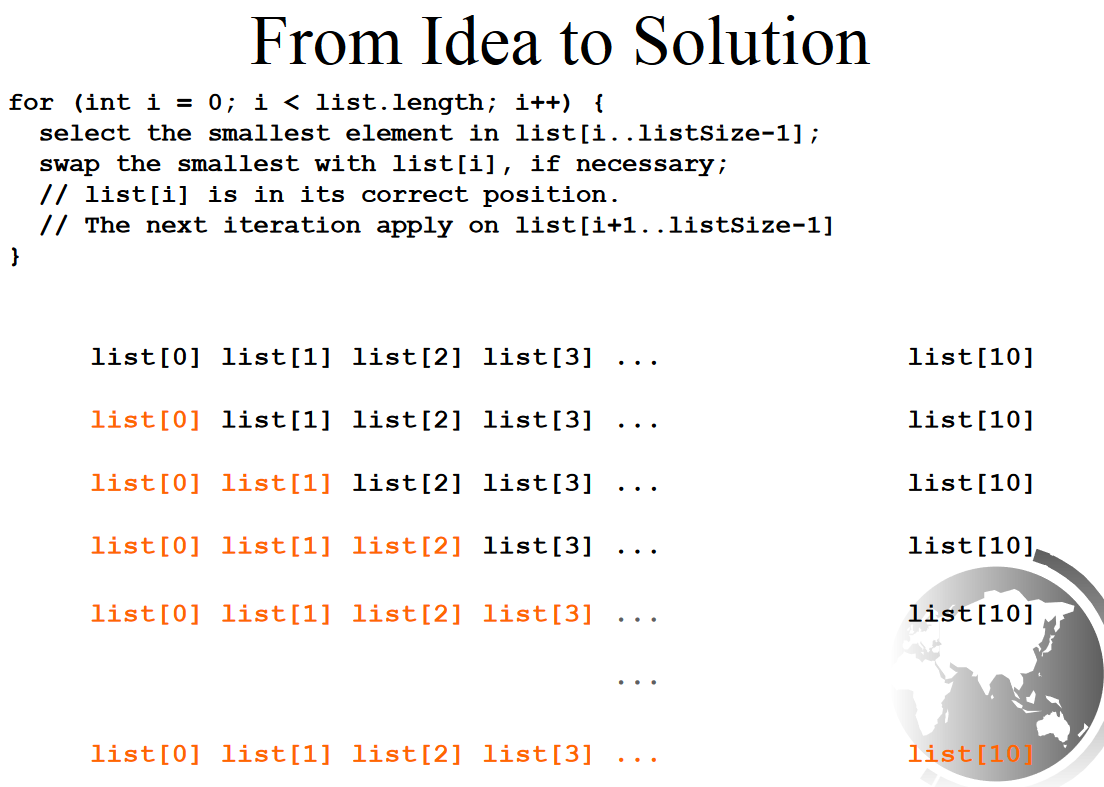 From Idea to Solution
for (int i = 0; i < list.length; i++) {
  select the smallest element in list[i..listSize-1];
  swap the smallest with list[i], if necessary;
  // list[i] is in its correct position.
  // The next iteration apply on list[i+1..listSize-1]
}
list[0] list[1] list[2] list[3] ... list[10]
list[0] list[1] list[2] list[3] ... list[10]
list[0] list[1] list[2] list[3] ... list[10]
list[0] list[1] list[2] list[3] ... list[10]
list[0] list[1] list[2] list[3] ... list[10]
...
list[0] list[1] list[2] list[3] ... list[10]